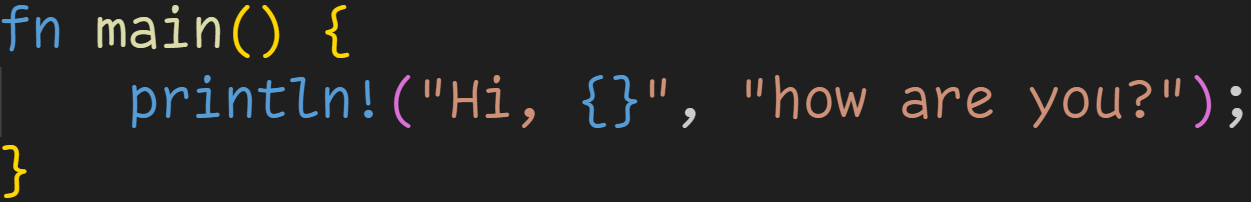 fn main() {
    println!("Hi, {}", "how are you?");
}